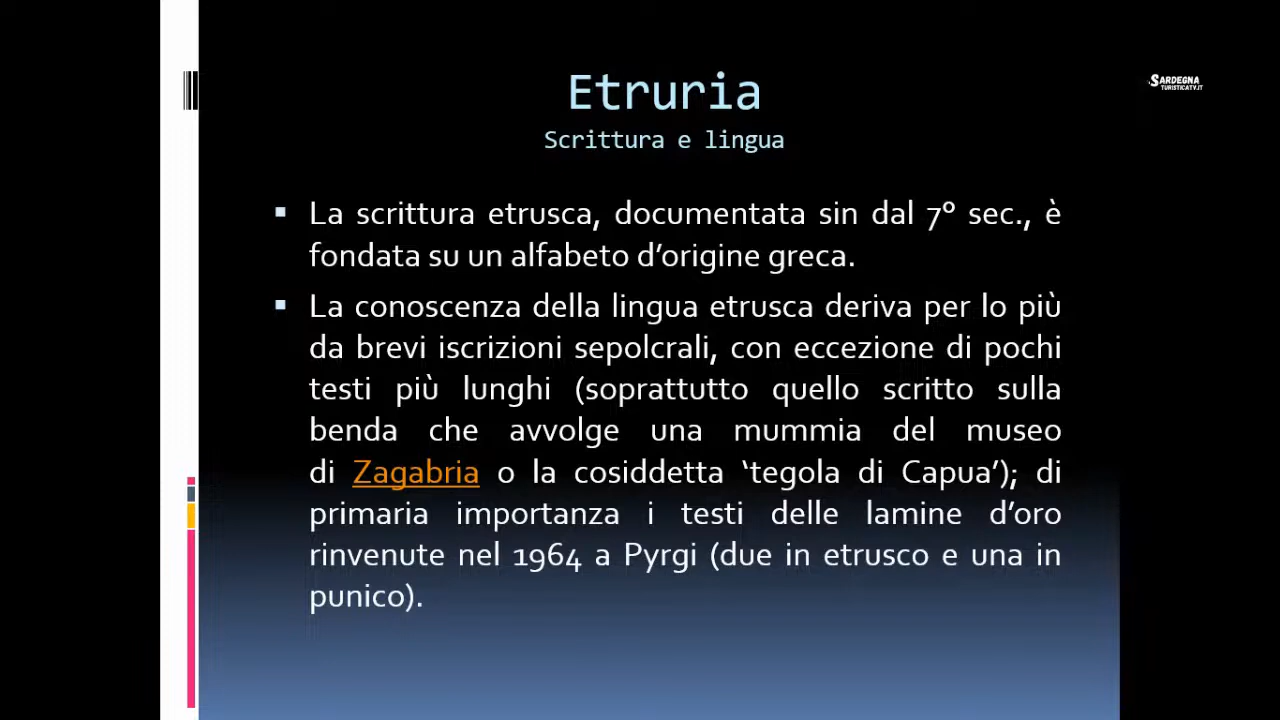 Etruria
SARDEGNA
TURISTICATV.IT
Scrittura e lingua
La scrittura etrusca, documentata sin dal 7° sec., è
fondata su un alfabeto d’origine greca.
La conoscenza della lingua etrusca deriva per lo più
da brevi iscrizioni sepolcrali, con eccezione di pochi
testi più lunghi (soprattutto quello scritto sulla
benda che avvolge una mummia del museo
di Zagabria o la cosiddetta ‘tegola di Capua’); di
primaria importanza i testi delle lamine d’oro
rinvenute nel 1964 a Pyrgi (due in etrusco e una in
punico).